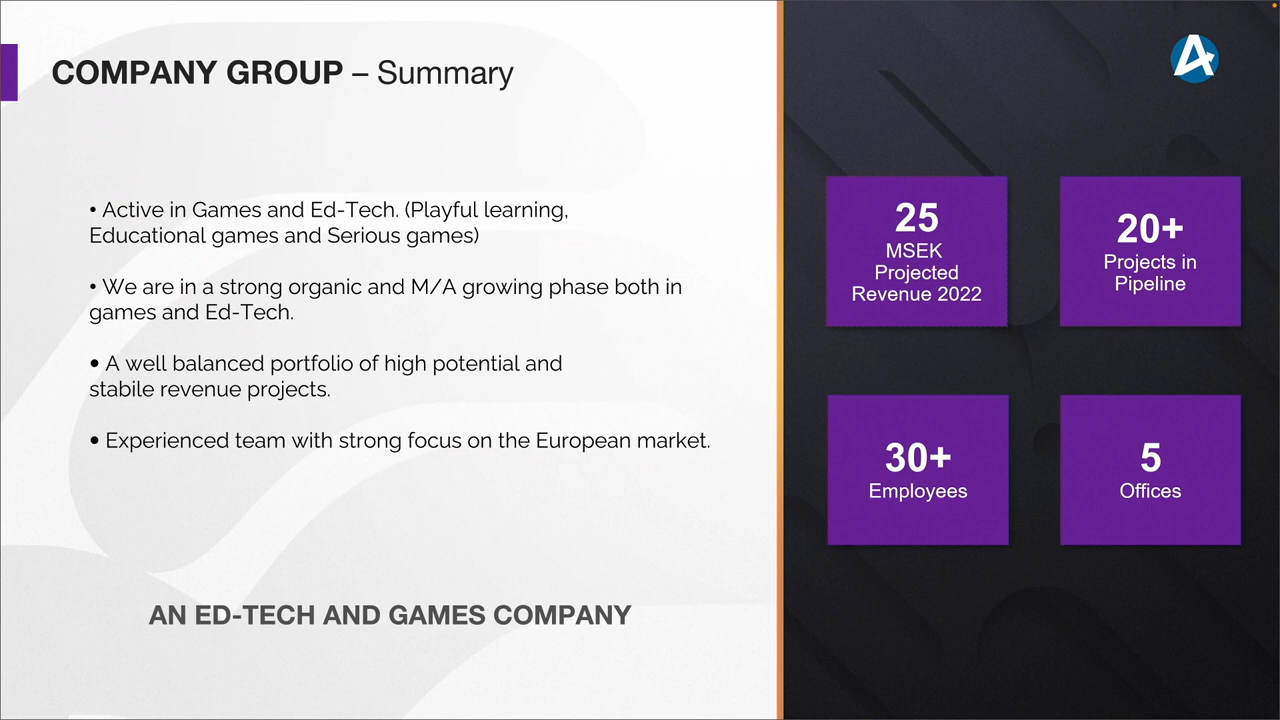 COMPANY GROUP – Summary
• Active in Games and Ed-Tech. (Playful learning,
Educational games and Serious games)
• We are in a strong organic and M/A growing phase both in
games and Ed-Tech.
• A well balanced portfolio of high potential and
stabile revenue projects.
• Experienced team with strong focus on the European market.
AN ED-TECH AND GAMES COMPANY
25
MSEK
Projected
Revenue 2022
20+
Projects in
Pipeline
30+
Employees
5
Offices